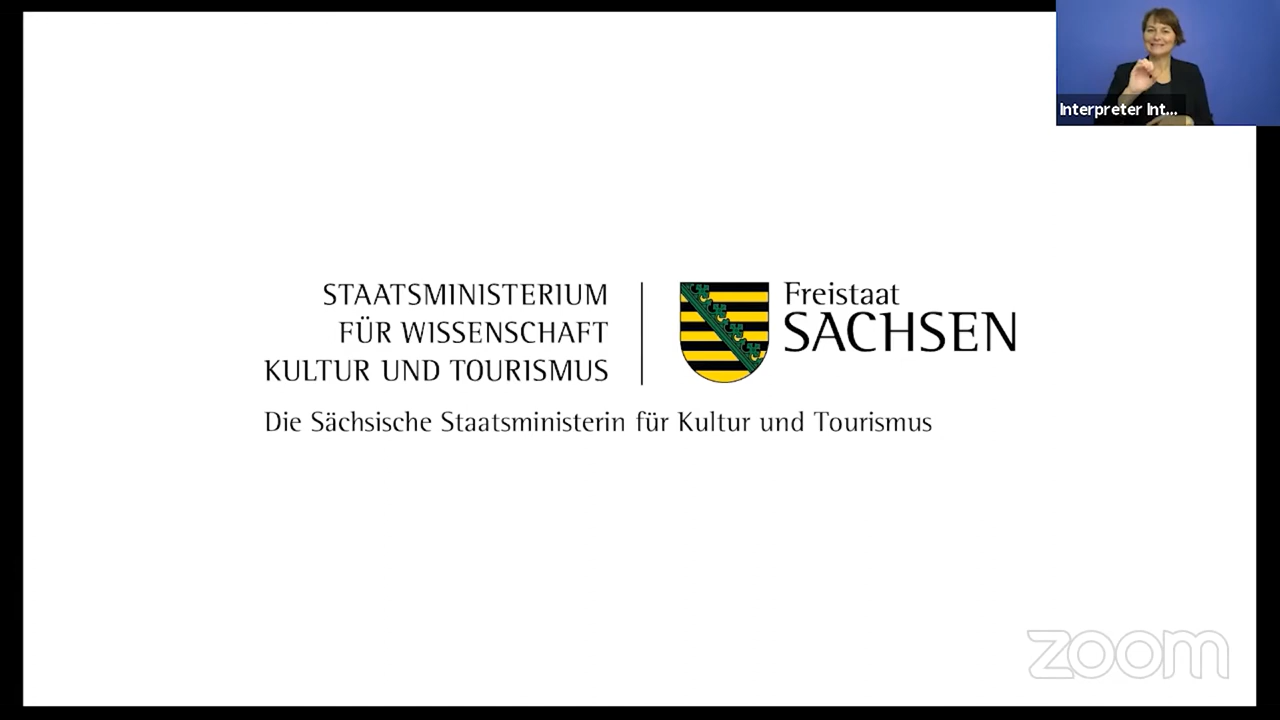 Interpreter Int...
STAATSMINISTERIUM
FÜR WISSENSCHAFT
KULTUR UND TOURISMUS
Freistaat
SACHSEN
Die Sächsische Staatsministerin für Kultur und Tourismus
zoom